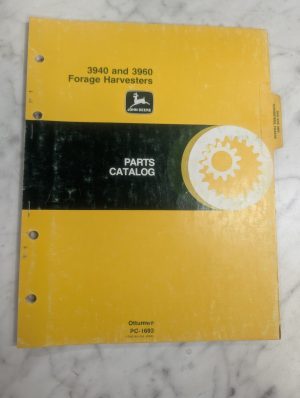 3940 and 3960
Forage Harvesters
JOHN DEERE
PARTS
CATALOG
Ottumwa
PC-1693